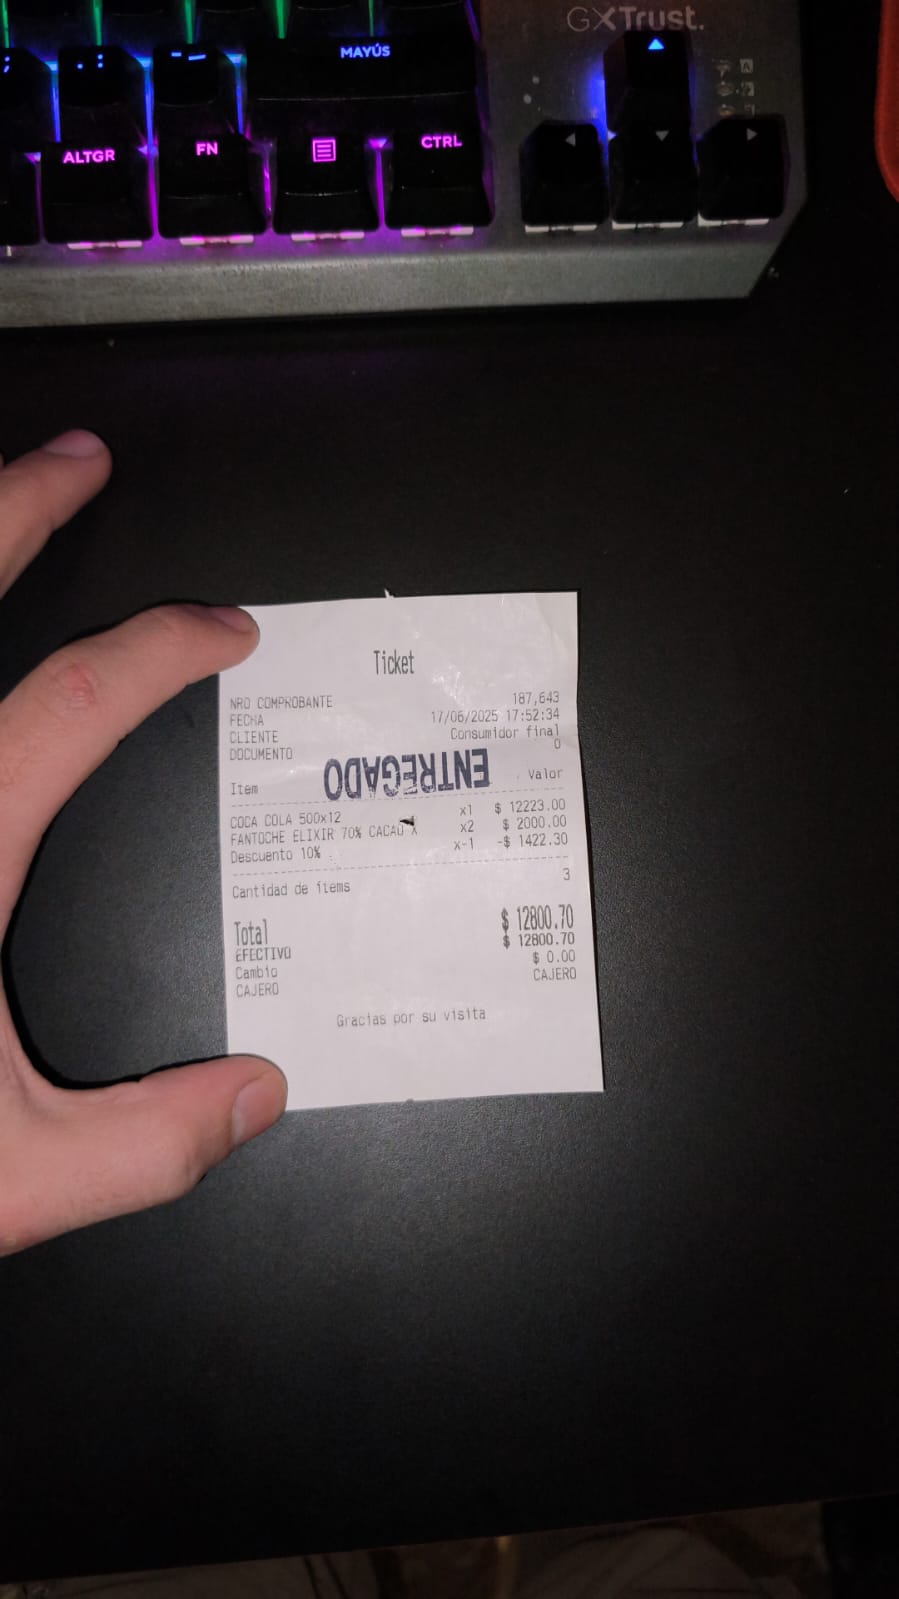 GXTrust.
; . : - _ MAYÚS
ALTGR FN CTRL
Ticket
NRO COMPROBANTE 187,643
FECHA 17/06/2025 17:52:34
CLIENTE Consumidor final
DOCUMENTO 0
ENTREGADO
Item Valor
COCA COLA 500x12 x1 $ 12223.00
FANTOCHE ELIXIR 70% CACAO X x2 $ 2000.00
Descuento 10% x-1 -$ 1422.30
Cantidad de ítems 3
Total $ 12800.70
EFECTIVO $ 12800.70
Cambio $ 0.00
CAJERO CAJERO
Gracias por su visita